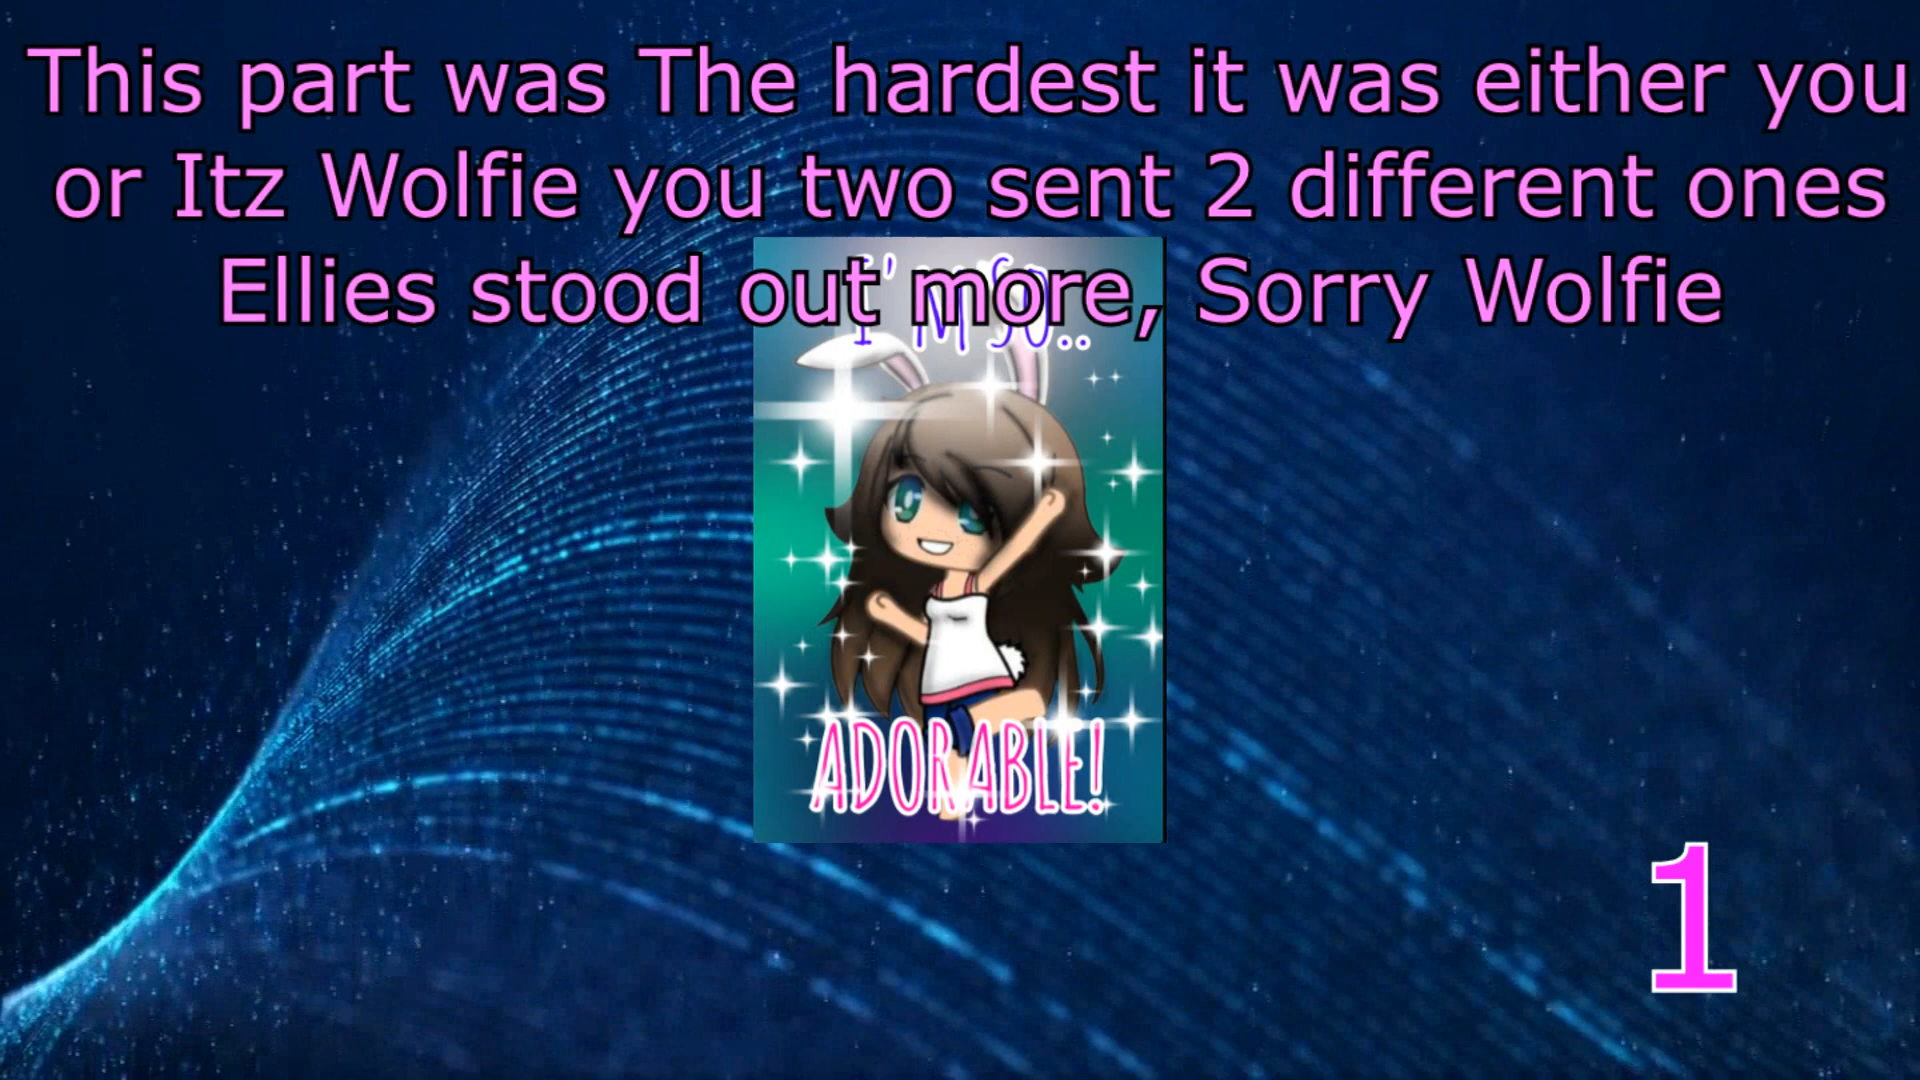 This part was The hardest it was either you
or Itz Wolfie you two sent 2 different ones
Ellies stood out more, Sorry Wolfie
I'M SO..
ADORABLE!
1